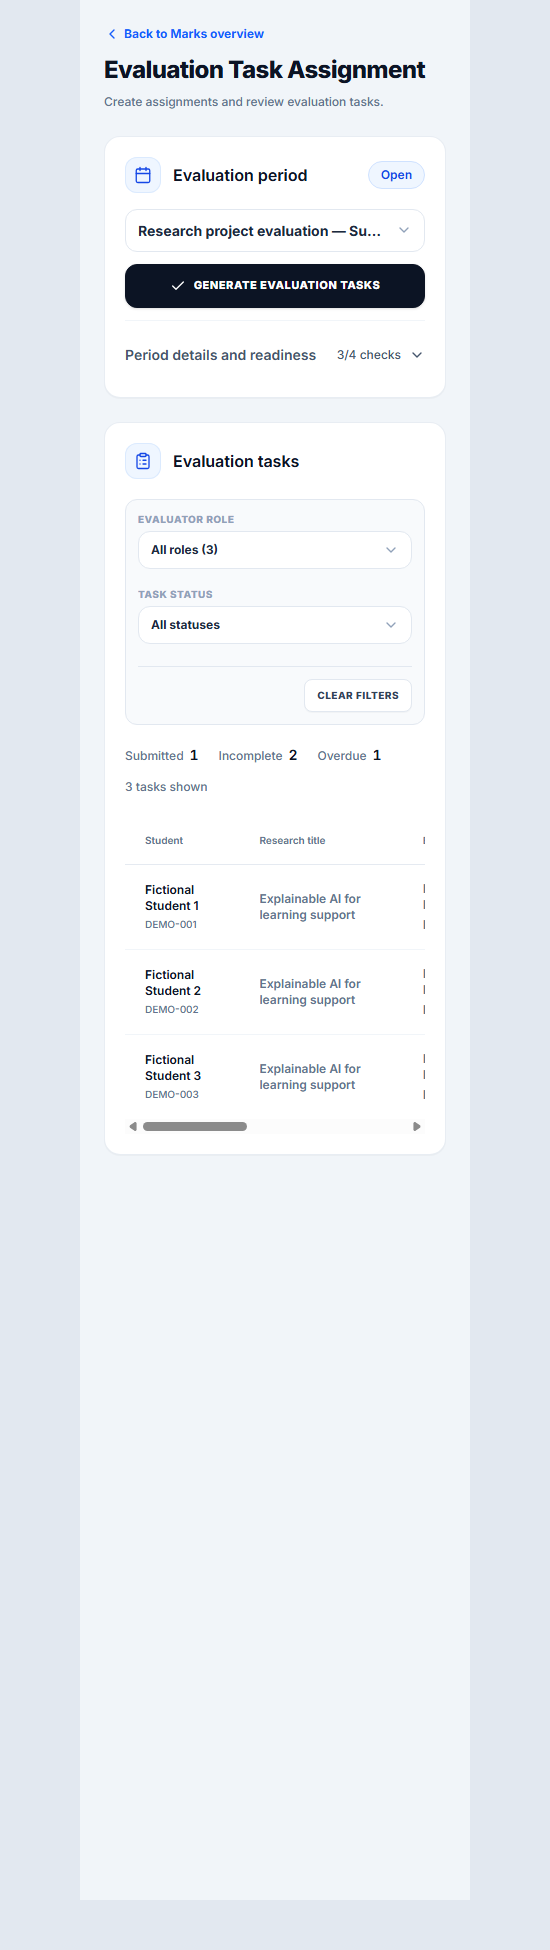 Back to Marks overview
Evaluation Task Assignment
Create assignments and review evaluation tasks.
Evaluation period
Open
Research project evaluation — Su...
GENERATE EVALUATION TASKS
Period details and readiness 3/4 checks
Evaluation tasks
EVALUATOR ROLE
All roles (3)
TASK STATUS
All statuses
CLEAR FILTERS
Submitted 1 Incomplete 2 Overdue 1
3 tasks shown
Student Research title
Fictional
Student 1
DEMO-001
Explainable AI for
learning support
Fictional
Student 2
DEMO-002
Explainable AI for
learning support
Fictional
Student 3
DEMO-003
Explainable AI for
learning support